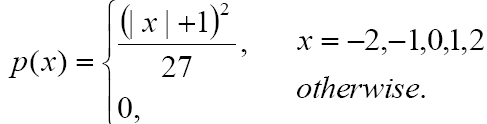 p(x) = { (| x | +1)² / 27, x = −2,−1,0,1,2
0, otherwise.